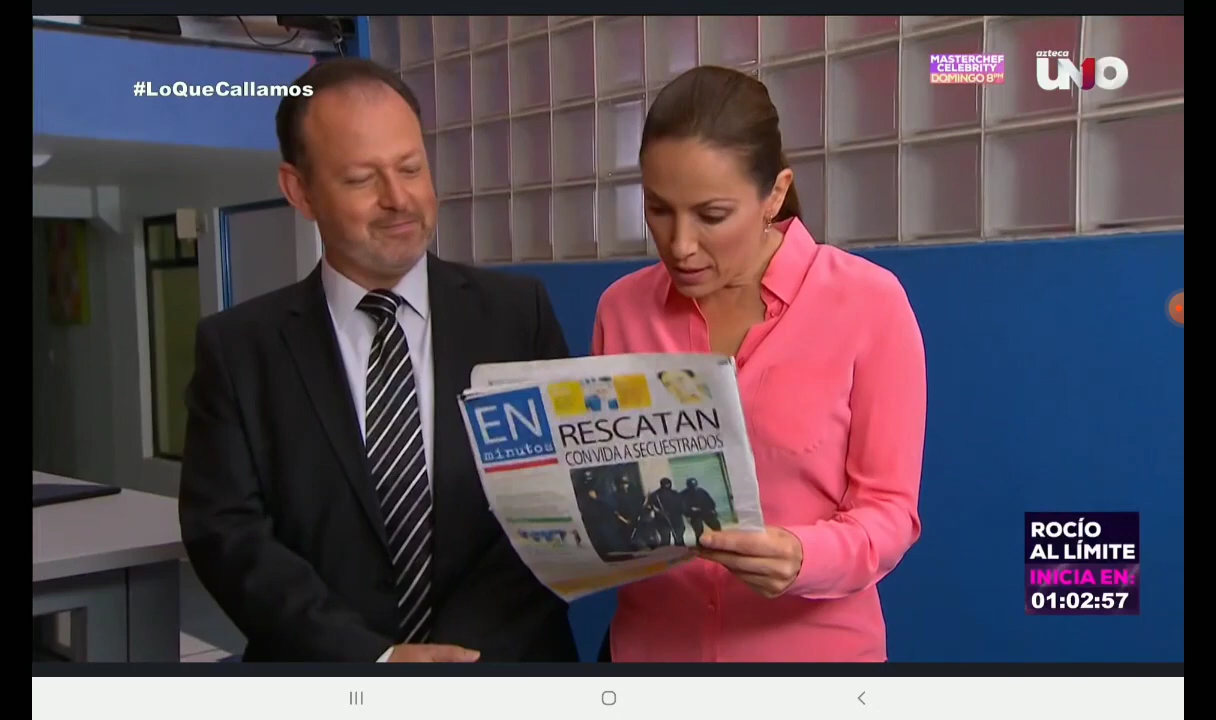 #LoQueCallamos
MASTERCHEF
CELEBRITY
DOMINGO 8PM
azteca
UNO
EN
minutos
RESCATAN
CON VIDA A SECUESTRADOS
ROCÍO
AL LÍMITE
INICIA EN:
01:02:57